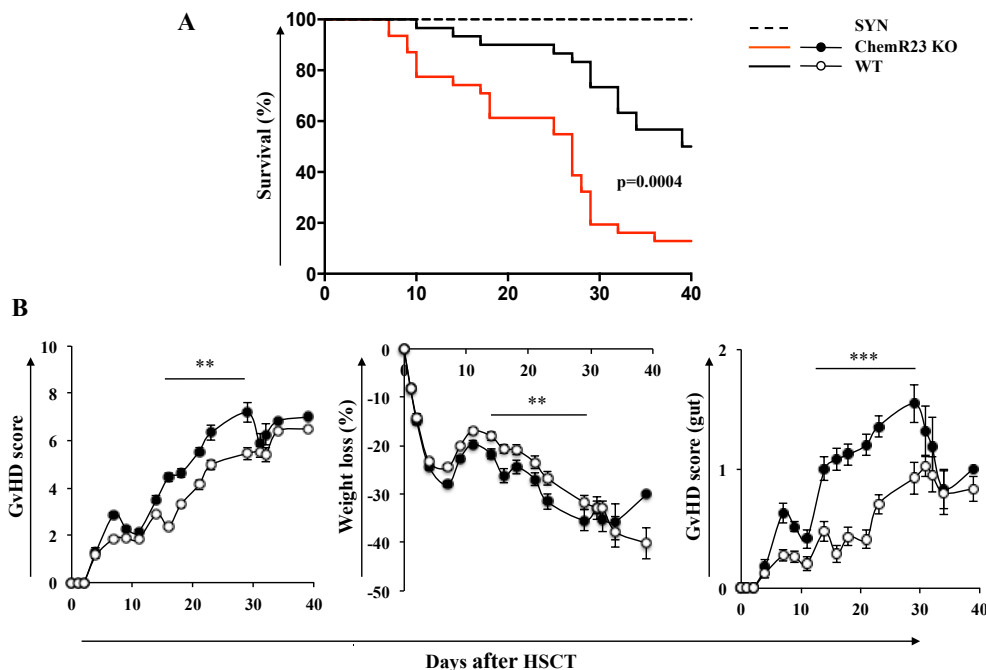 A
SYN
ChemR23 KO
WT
Survival (%)
100
80
60
40
20
0
p=0.0004
0 10 20 30 40
B
GvHD score
10
8
6
4
2
0
**
0 10 20 30 40
Weight loss (%)
0
-10
-20
-30
-40
-50
0 10 20 30 40
**
GvHD score (gut)
2
1
0
***
0 10 20 30 40
Days after HSCT